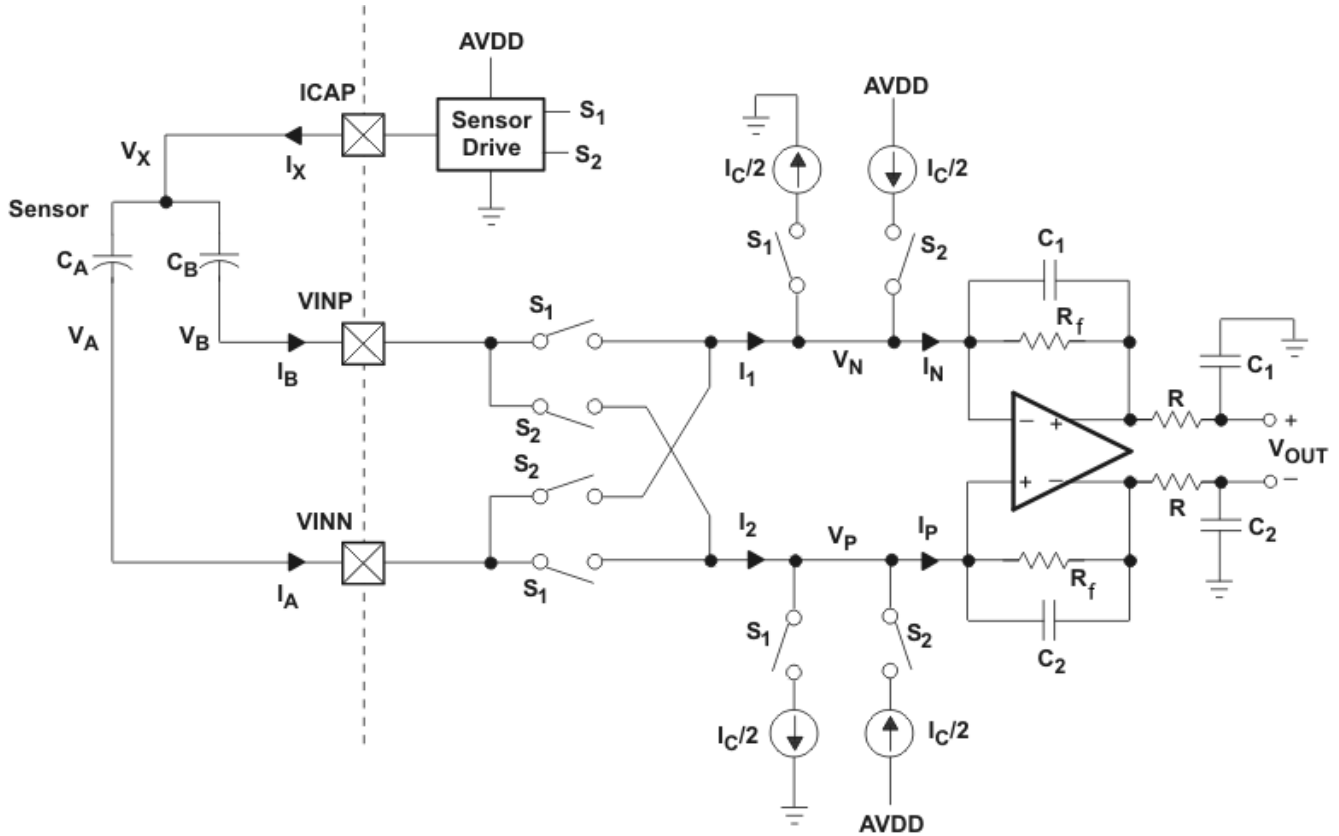 AVDD
ICAP
Sensor
Drive
S1
S2
VX
IX
Sensor
CA
CB
VINP
VA
VB
IB
VINN
IA
S1
S2
S2
S1
I1
I2
AVDD
IC/2
IC/2
S1
S2
VN
IN
C1
Rf
C1
R
+
VOUT
−
R
C2
− +
+ −
VP
IP
Rf
C2
S1
S2
IC/2
IC/2
AVDD